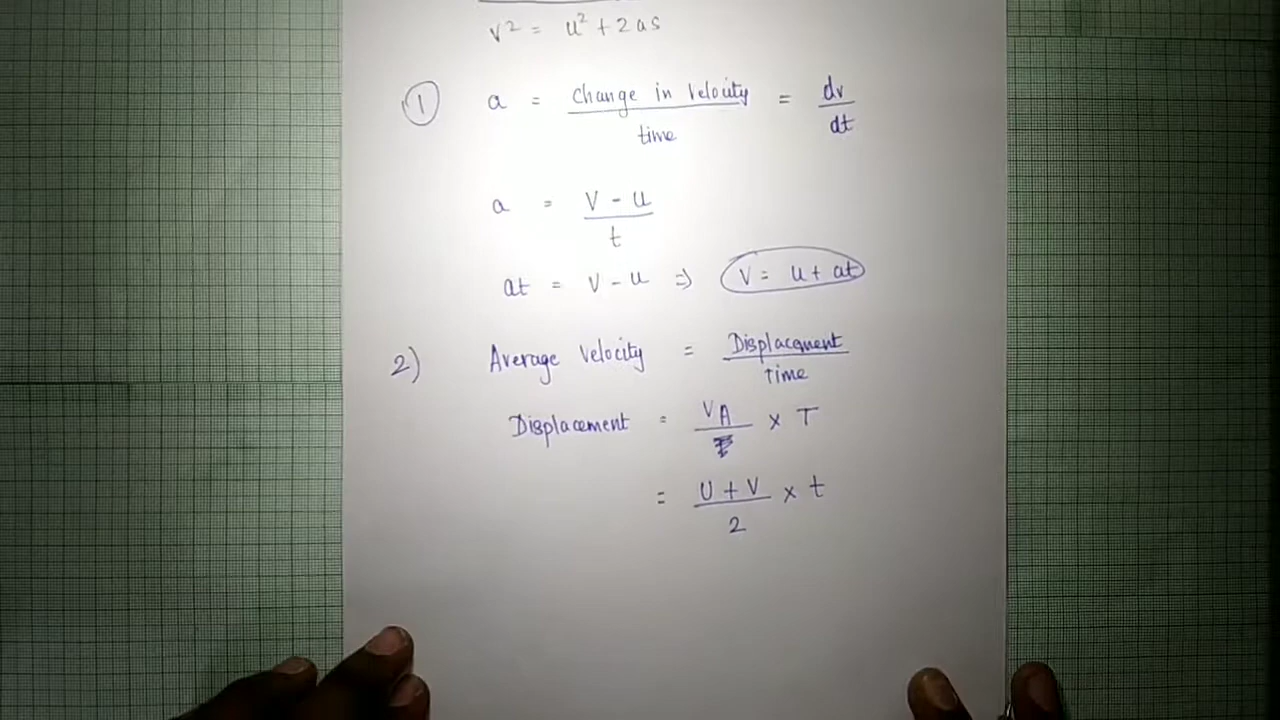 v² = u² + 2as
① a = change in velocity / time = dv / dt
a = v - u / t
at = v - u ⇒ v = u + at
2) Average Velocity = Displacement / Time
Displacement = VA × T
= U + V / 2 × t